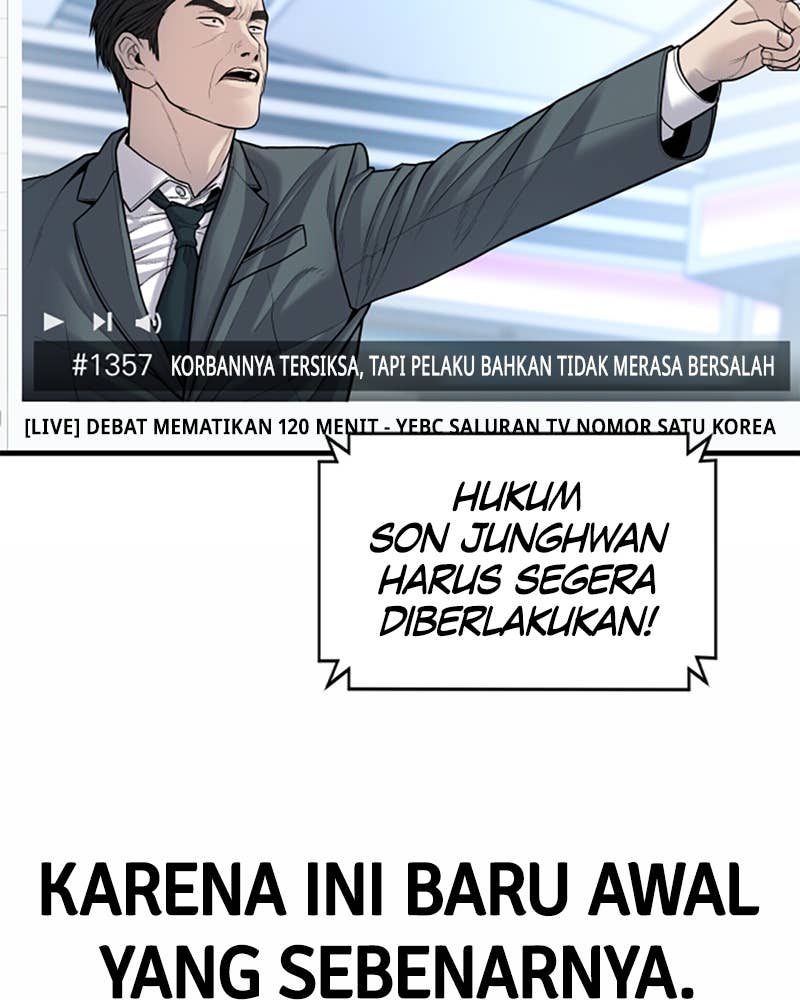 #1357 KORBANNYA TERSIKSA, TAPI PELAKU BAHKAN TIDAK MERASA BERSALAH
[LIVE] DEBAT MEMATIKAN 120 MENIT - YEBC SALURAN TV NOMOR SATU KOREA
HUKUM
SON JUNGHWAN
HARUS SEGERA
DIBERLAKUKAN!
KARENA INI BARU AWAL
YANG SEBENARNYA.